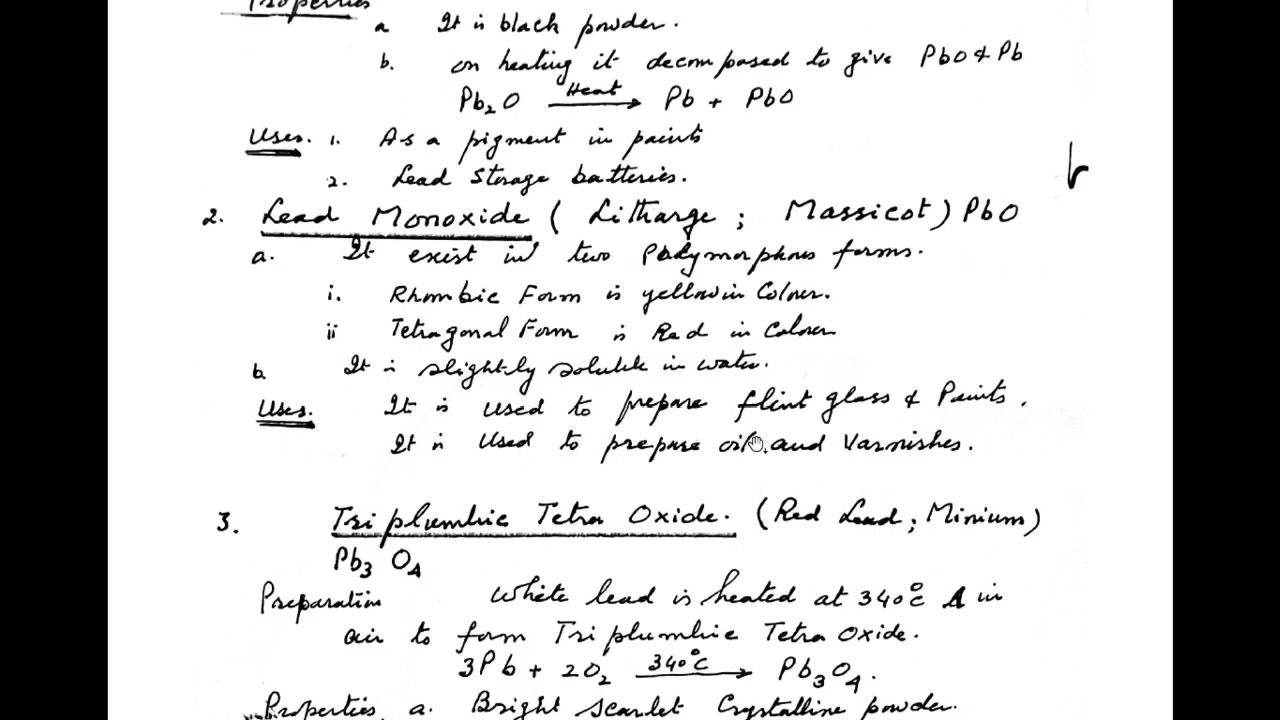 Properties
a It is black powder.
b. on heating it decomposed to give PbO & Pb
Pb₂O Heat → Pb + PbO
Uses. 1. As a pigment in paints
2. Lead Storage batteries.
2. Lead Monoxide ( Litharge ; Massicot) PbO
a. It exist in two Polymorphous forms.
i. Rhombic Form is yellow in Colour.
ii Tetragonal Form is Red in Colour
b. It is slightly soluble in water.
Uses. It is used to prepare flint glass & Paints.
It is used to prepare oil and Varnishes.
3. Tri plumbic Tetra Oxide. (Red Lead ; Minium)
Pb₃ O₄
Preparation White lead is heated at 340°C in
air to form Tri plumbic Tetra Oxide.
3Pb + 2O₂ 340°C → Pb₃O₄.
Properties a. Bright scarlet Crystalline powder.